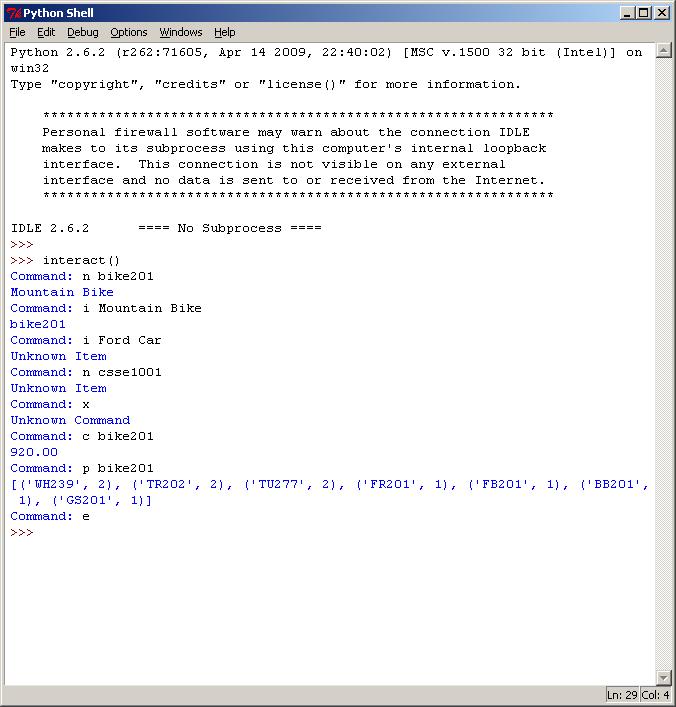 Python Shell
File Edit Debug Options Windows Help
Python 2.6.2 (r262:71605, Apr 14 2009, 22:40:02) [MSC v.1500 32 bit (Intel)] on
win32
Type "copyright", "credits" or "license()" for more information.
****************************************************************
Personal firewall software may warn about the connection IDLE
makes to its subprocess using this computer's internal loopback
interface.  This connection is not visible on any external
interface and no data is sent to or received from the Internet.
****************************************************************
IDLE 2.6.2      ==== No Subprocess ====
>>>
>>> interact()
Command: n bike201
Mountain Bike
Command: i Mountain Bike
bike201
Command: i Ford Car
Unknown Item
Command: n csse1001
Unknown Item
Command: x
Unknown Command
Command: c bike201
920.00
Command: p bike201
[('WH239', 2), ('TR202', 2), ('TU277', 2), ('FR201', 1), ('FB201', 1), ('BB201',
 1), ('GS201', 1)]
Command: e
>>>
Ln: 29 Col: 4